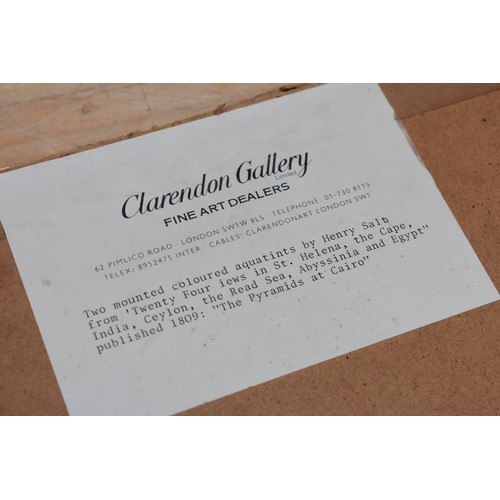 Clarendon Gallery
Limited
FINE ART DEALERS
62 PIMLICO ROAD · LONDON SW1W 8LS · TELEPHONE: 01-730 8115
TELEX: 8952475 INTER · CABLES: CLARENDONART LONDON SW1
Two mounted coloured aquatints by Henry Salt
from 'Twenty Four iews in St. Helena, the Cape,
India, Ceylon, the Read Sea, Abyssinia and Egypt"
published 1809: "The Pyramids at Cairo"